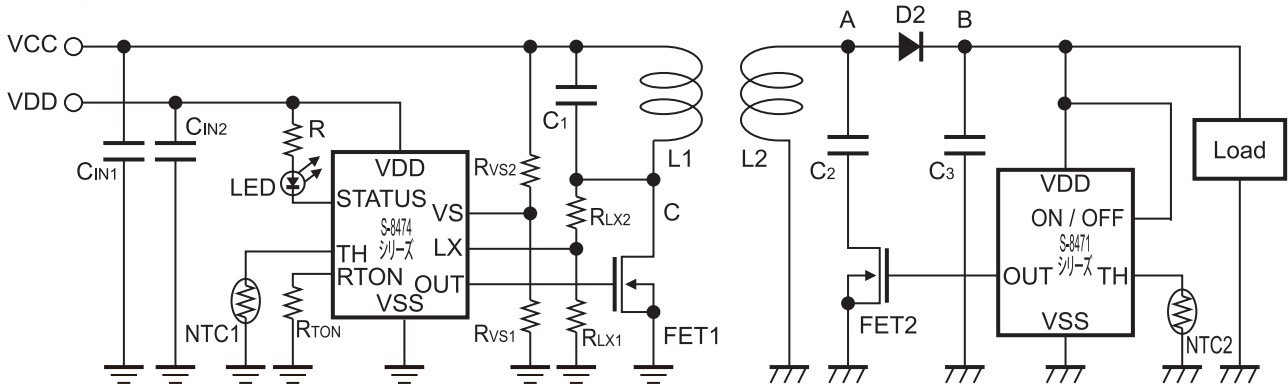 A D2 B
VCC
VDD
CIN1
CIN2
R
LED
VDD
STATUS
S-8474
シリーズ
TH
RTON
VS
LX
OUT
VSS
NTC1
RTON
RVS2
RVS1
C1
RLX2
RLX1
L1
C
FET1
L2
C2
FET2
C3
VDD
ON / OFF
S-8471
シリーズ
OUT TH
VSS
NTC2
Load